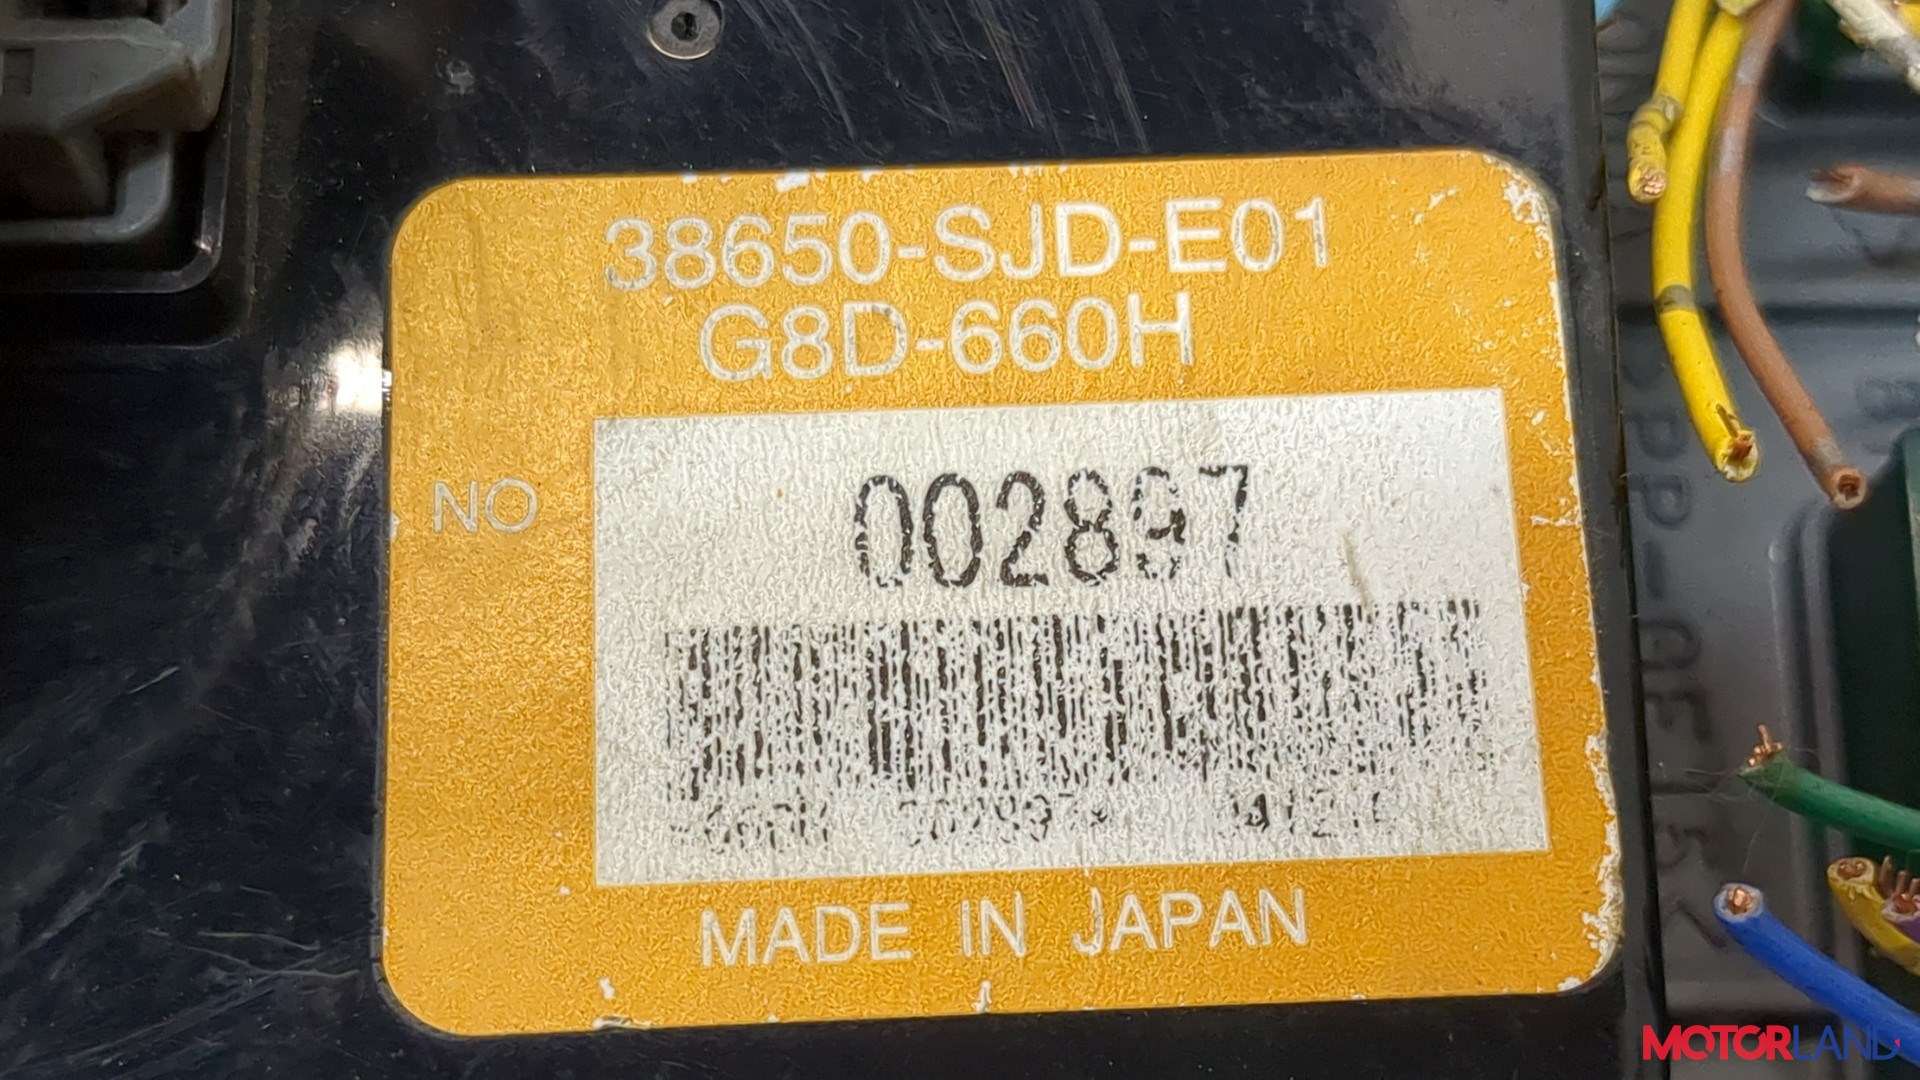 38650-SJD-E01
G8D-660H
NO
002897
MADE IN JAPAN
MOTORLAND